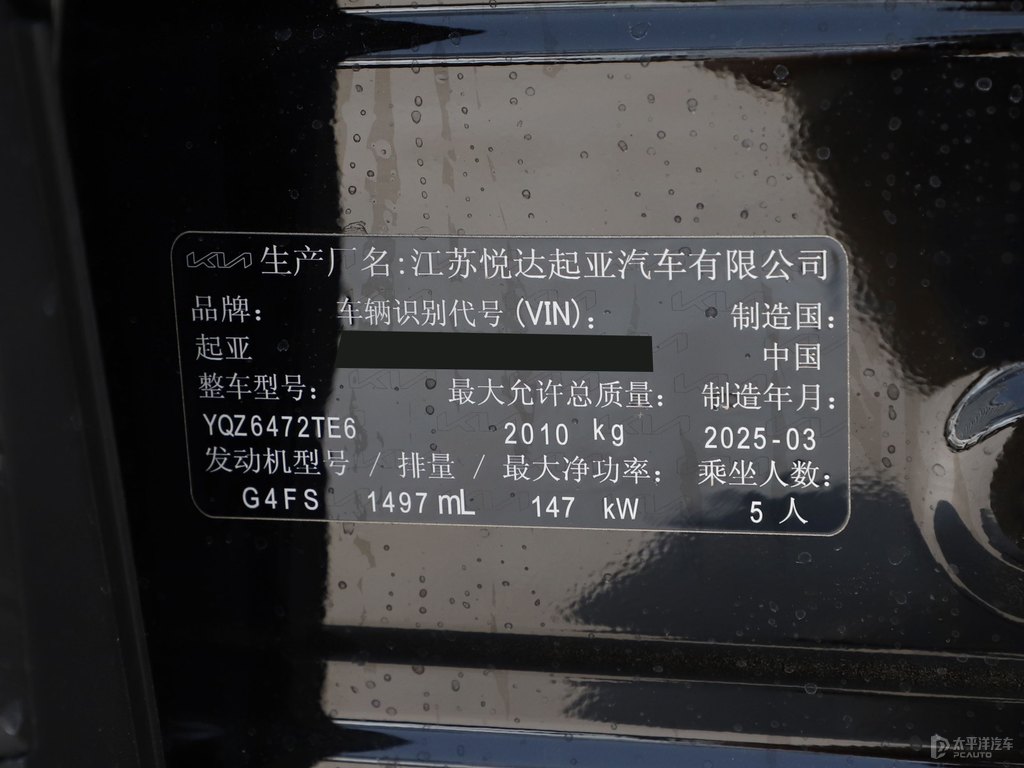 KIA 生产厂名:江苏悦达起亚汽车有限公司
品牌: 车辆识别代号(VIN): 制造国:
起亚 中国
整车型号: 最大允许总质量: 制造年月:
YQZ6472TE6 2010 kg 2025-03
发动机型号 / 排量 / 最大净功率: 乘坐人数:
G4FS 1497 mL 147 kW 5 人
太平洋汽车
PCAUTO